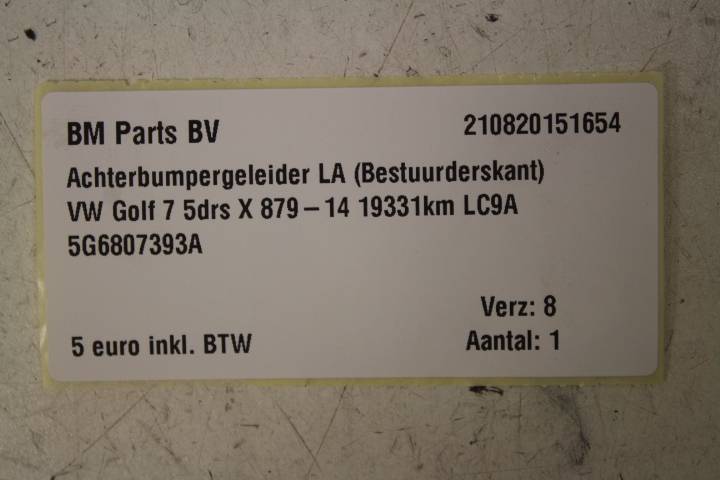 BM Parts BV 210820151654
Achterbumpergeleider LA (Bestuurderskant)
VW Golf 7 5drs X 879-14 19331km LC9A
5G6807393A
Verz: 8
5 euro inkl. BTW Aantal: 1